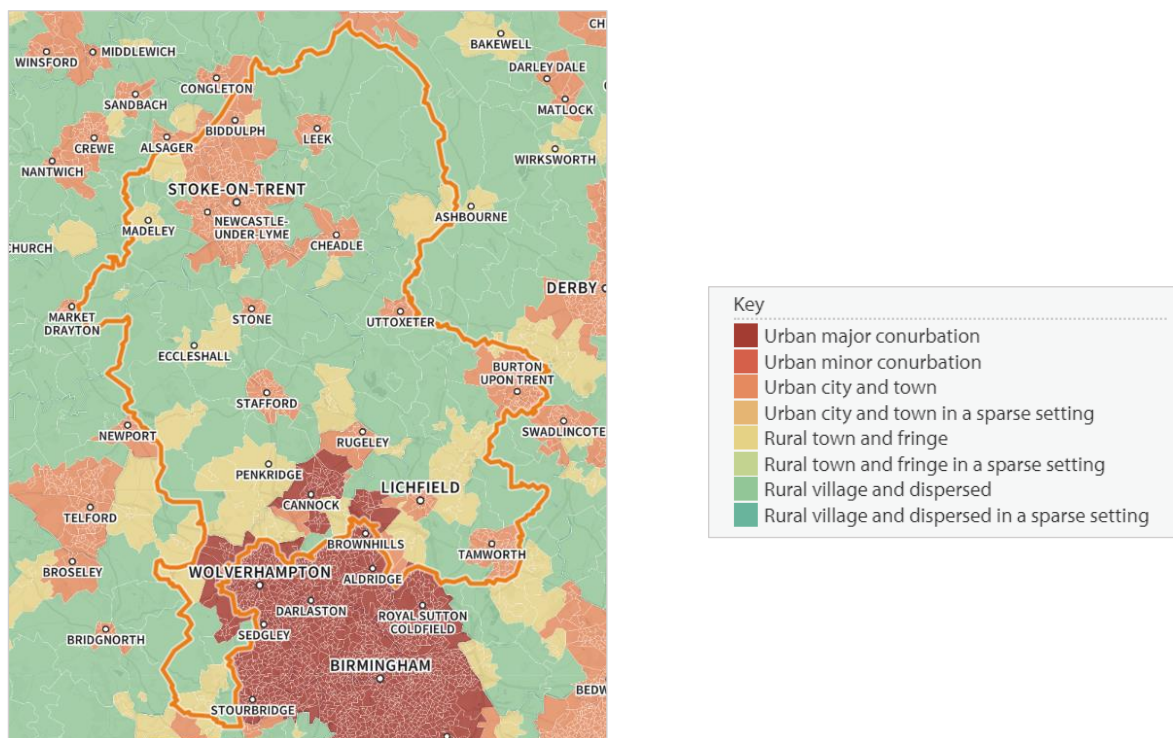 CH
BAKEWELL
MIDDLEWICH
WINSFORD
DARLEY DALE
CONGLETON
SANDBACH
MATLOCK
BIDDULPH
LEEK
CREWE
ALSAGER
WIRKSWORTH
NANTWICH
STOKE-ON-TRENT
NEWCASTLE-
UNDER-LYME
ASHBOURNE
MADELEY
CHURCH
CHEADLE
DERBY
MARKET
DRAYTON
STONE
UTTOXETER
ECCLESHALL
BURTON
UPON TRENT
STAFFORD
NEWPORT
RUGELEY
SWADLINCOTE
PENKRIDGE
LICHFIELD
CANNOCK
TELFORD
BROWNHILLS
TAMWORTH
BROSELEY
WOLVERHAMPTON
ALDRIDGE
DARLASTON
ROYAL SUTTON
COLDFIELD
SEDGLEY
BRIDGNORTH
BIRMINGHAM
BEDW
STOURBRIDGE
Key
Urban major conurbation
Urban minor conurbation
Urban city and town
Urban city and town in a sparse setting
Rural town and fringe
Rural town and fringe in a sparse setting
Rural village and dispersed
Rural village and dispersed in a sparse setting